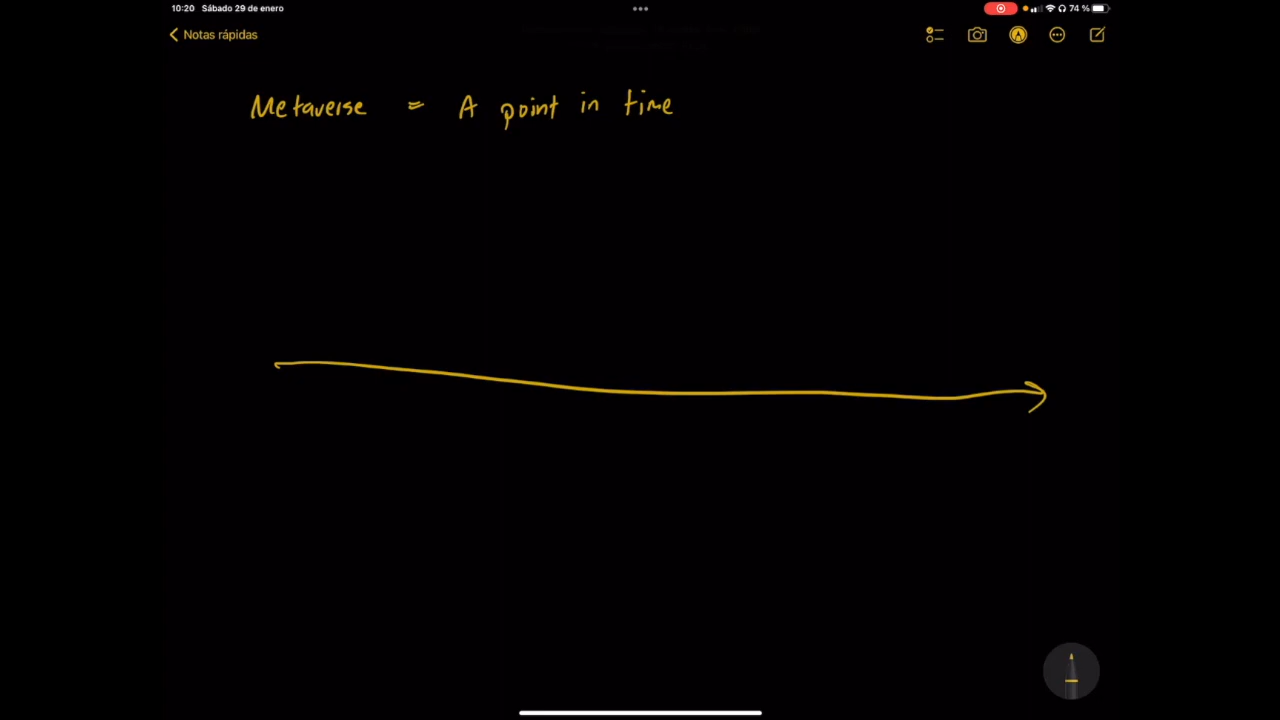 10:20 Sábado 29 de enero
74 %
Notas rápidas
Metaverse = A point in time